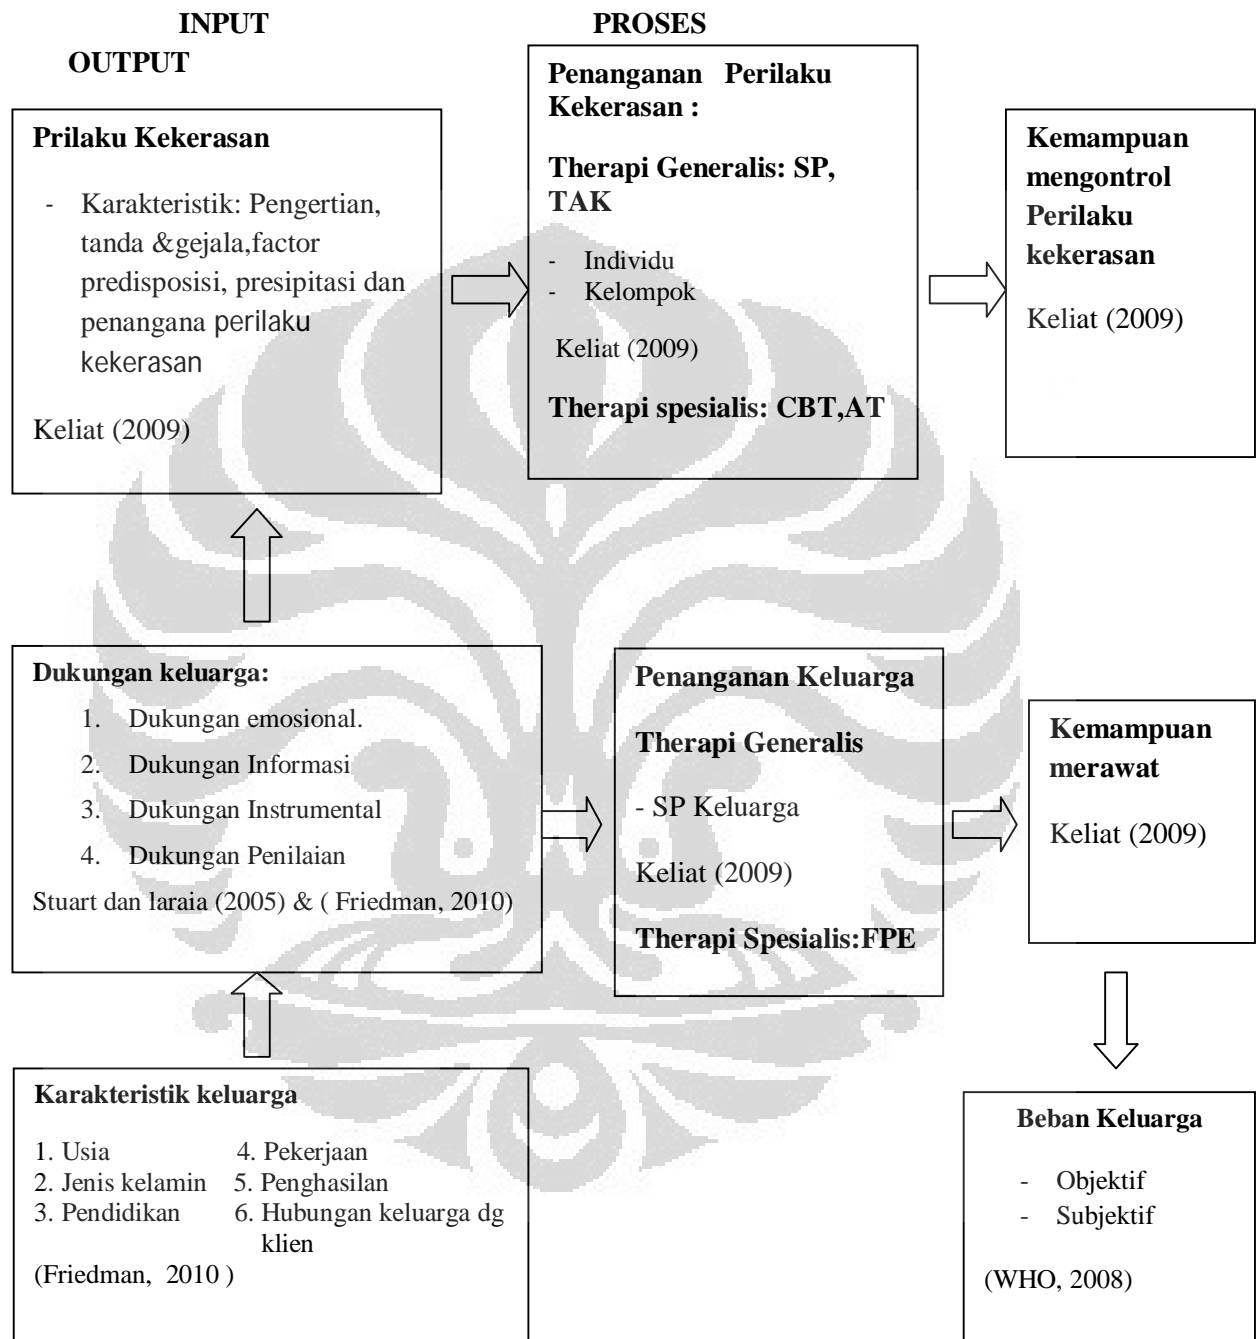 INPUT
PROSES
OUTPUT
Prilaku Kekerasan
- Karakteristik: Pengertian,
tanda &gejala,factor
predisposisi, presipitasi dan
penangana perilaku
kekerasan
Keliat (2009)
Penanganan Perilaku
Kekerasan :
Therapi Generalis: SP,
TAK
- Individu
- Kelompok
Keliat (2009)
Therapi spesialis: CBT,AT
Kemampuan
mengontrol
Perilaku
kekerasan
Keliat (2009)
Dukungan keluarga:
1. Dukungan emosional.
2. Dukungan Informasi
3. Dukungan Instrumental
4. Dukungan Penilaian
Stuart dan laraia (2005) & ( Friedman, 2010)
Penanganan Keluarga
Therapi Generalis
- SP Keluarga
Keliat (2009)
Therapi Spesialis:FPE
Kemampuan
merawat
Keliat (2009)
Karakteristik keluarga
1. Usia 4. Pekerjaan
2. Jenis kelamin 5. Penghasilan
3. Pendidikan 6. Hubungan keluarga dg
klien
(Friedman, 2010 )
Beban Keluarga
- Objektif
- Subjektif
(WHO, 2008)